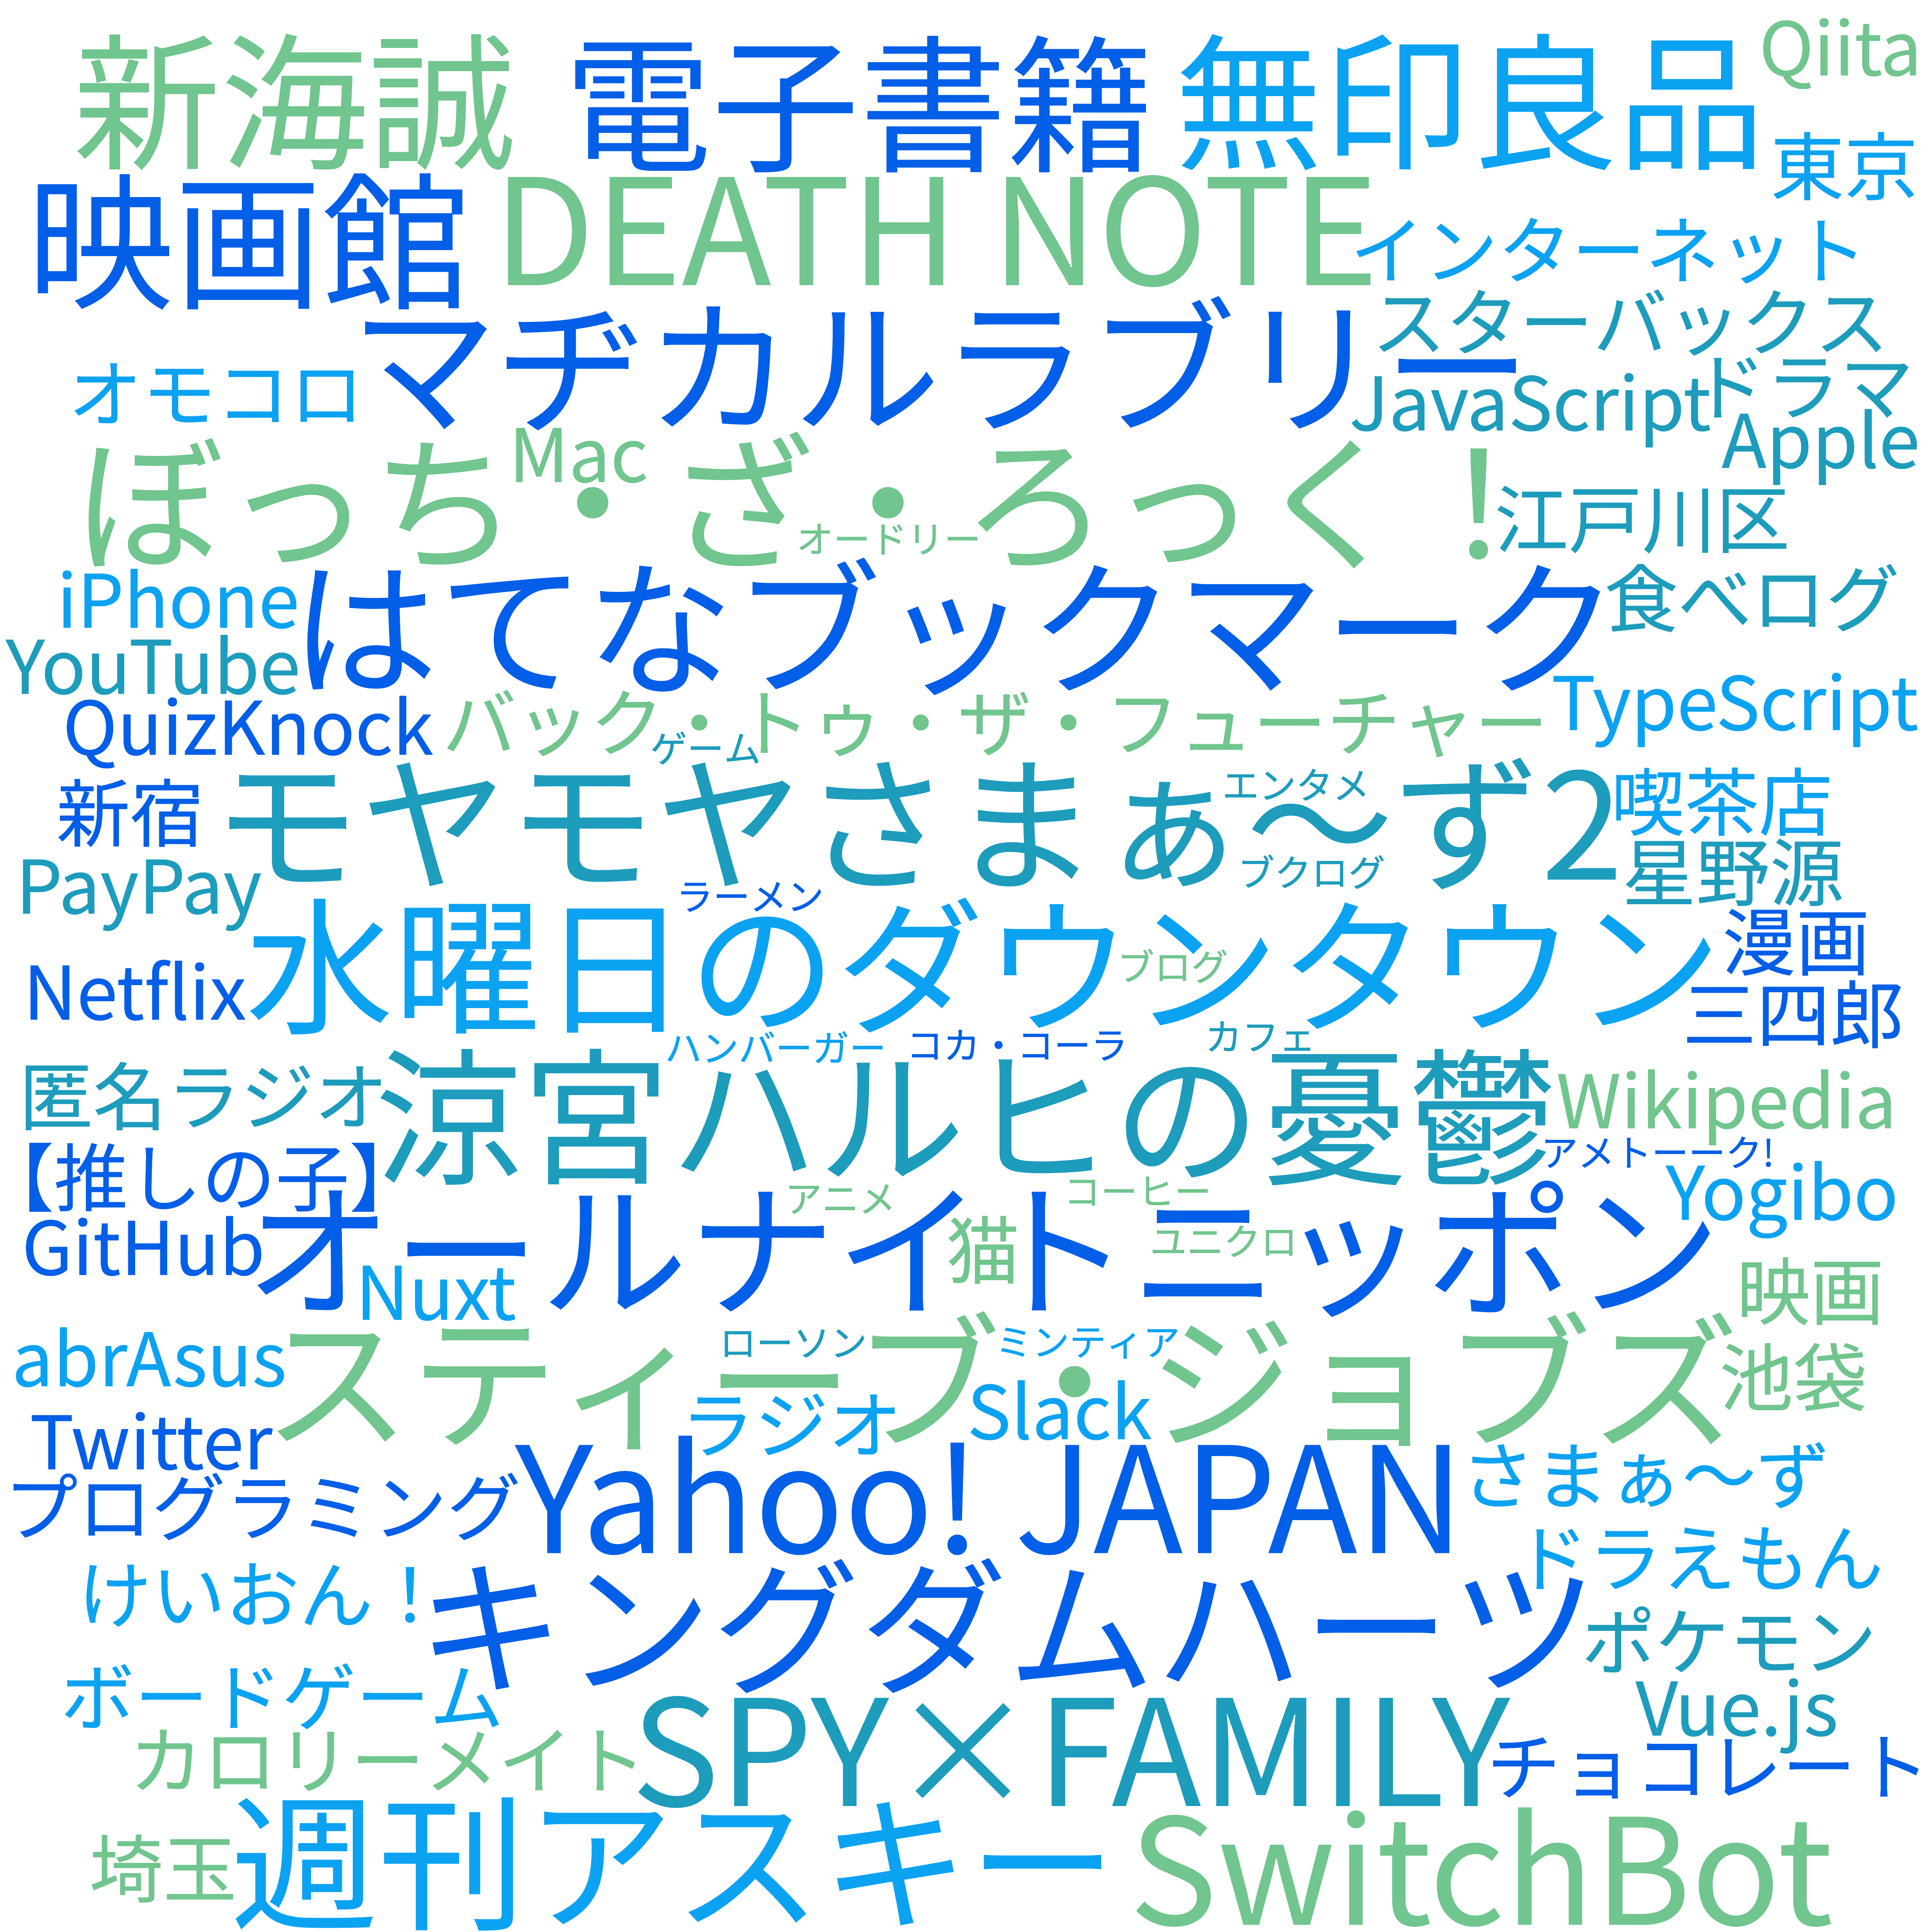 新海誠
電子書籍
無印良品
Qiita
東京
映画館
DEATH NOTE
インターネット
スターバックス
マヂカルラブリー
オモコロ
ドラマ
JavaScript
Apple
Mac
ぼっち・ざ・ろっく！
オードリー
江戸川区
iPhone
はてなブックマーク
食べログ
YouTube
QuizKnock
バック・トゥ・ザ・フューチャー
TypeScript
ゲーム
新宿
モヤモヤさまぁ〜ず2
エンタメ
喫茶店
PayPay
ブクログ
星野源
ラーメン
水曜日のダウンタウン
漫画
ブログ
Netflix
三四郎
ハンバーガー
コカ・コーラ
カフェ
匿名ラジオ
涼宮ハルヒの憂鬱
Wikipedia
アメトーーク!
【推しの子】
アニメ
コーヒー
Yogibo
GitHub
オールナイトニッポン
猫
ユニクロ
Nuxt
映画
abrAsus
スティーブ・ジョブズ
ローソン
ミンティア
池袋
ラジオ
Slack
Twitter
Yahoo! JAPAN
さまぁ〜ず
プログラミング
ドラえもん
けいおん！
キングダムハーツ
ポケモン
ボードゲーム
SPY×FAMILY
Vue.js
カロリーメイト
チョコレート
埼玉
週刊アスキー
SwitchBot